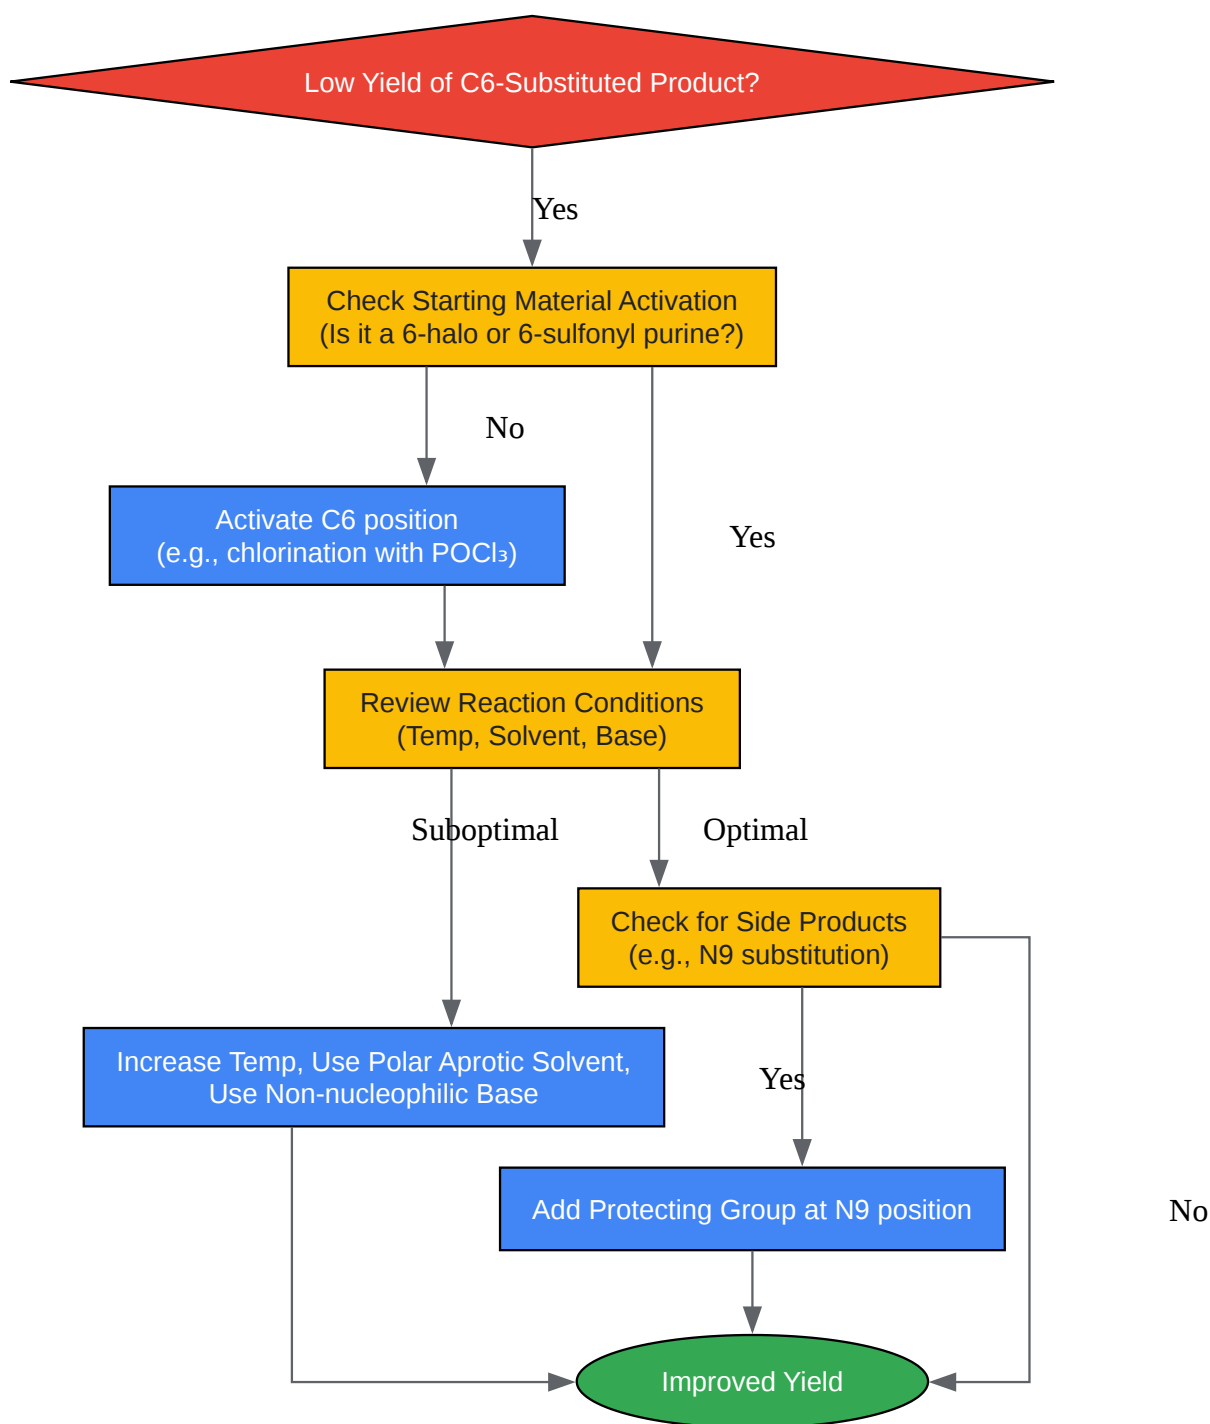 Low Yield of C6-Substituted Product?
Yes
Check Starting Material Activation
(Is it a 6-halo or 6-sulfonyl purine?)
No
Activate C6 position
(e.g., chlorination with POCl₃)
Yes
Review Reaction Conditions
(Temp, Solvent, Base)
Suboptimal
Optimal
Check for Side Products
(e.g., N9 substitution)
Increase Temp, Use Polar Aprotic Solvent,
Use Non-nucleophilic Base
Yes
Add Protecting Group at N9 position
No
Improved Yield